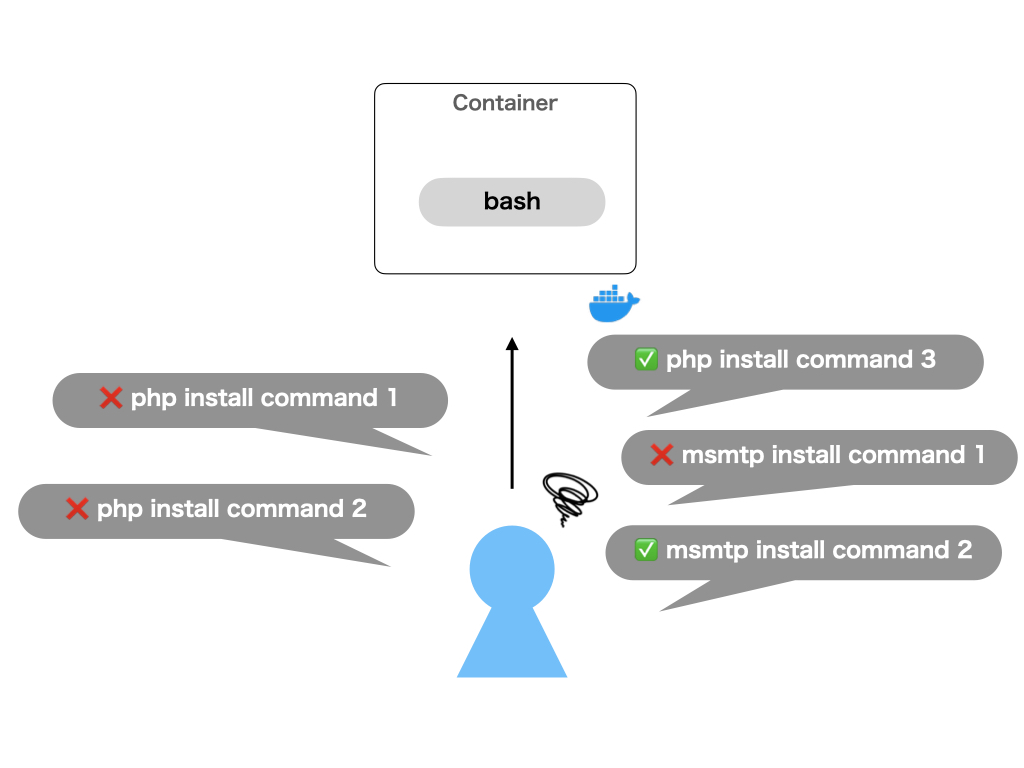 Container
bash
❌ php install command 1
❌ php install command 2
✅ php install command 3
❌ msmtp install command 1
✅ msmtp install command 2